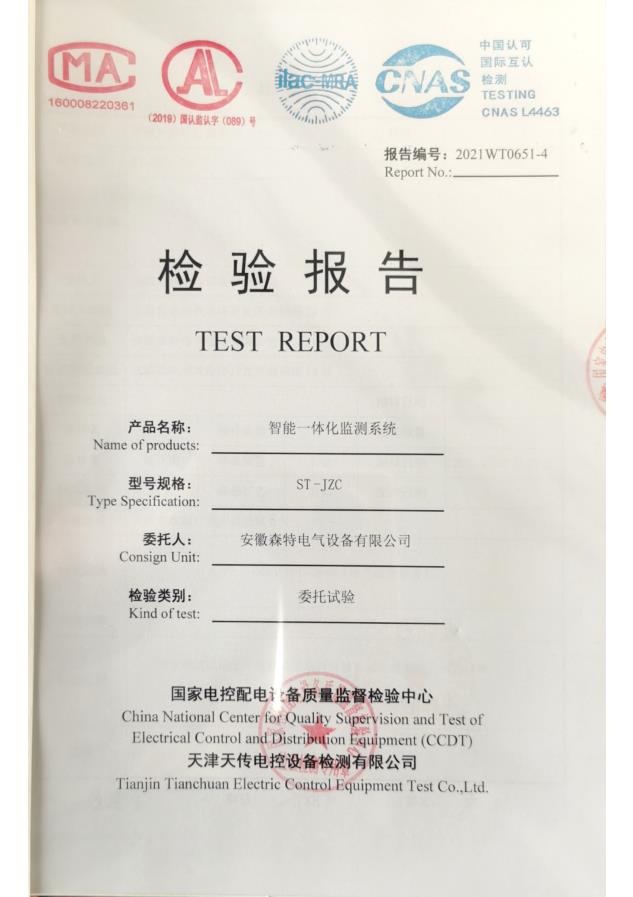 MA
160008220361
AL
(2019)国认监认字(089)号
ilac-MRA
CNAS
中国认可
国际互认
检测
TESTING
CNAS L4463
报告编号：2021WT0651-4
Report No.:
检验报告
TEST REPORT
产品名称： 智能一体化监测系统
Name of products:
型号规格： ST-JZC
Type Specification:
委托人： 安徽森特电气设备有限公司
Consign Unit:
检验类别： 委托试验
Kind of test:
国家电控配电设备质量监督检验中心
China National Center for Quality Supervision and Test of
Electrical Control and Distribution Equipment (CCDT)
天津天传电控设备检测有限公司
Tianjin Tianchuan Electric Control Equipment Test Co.,Ltd.